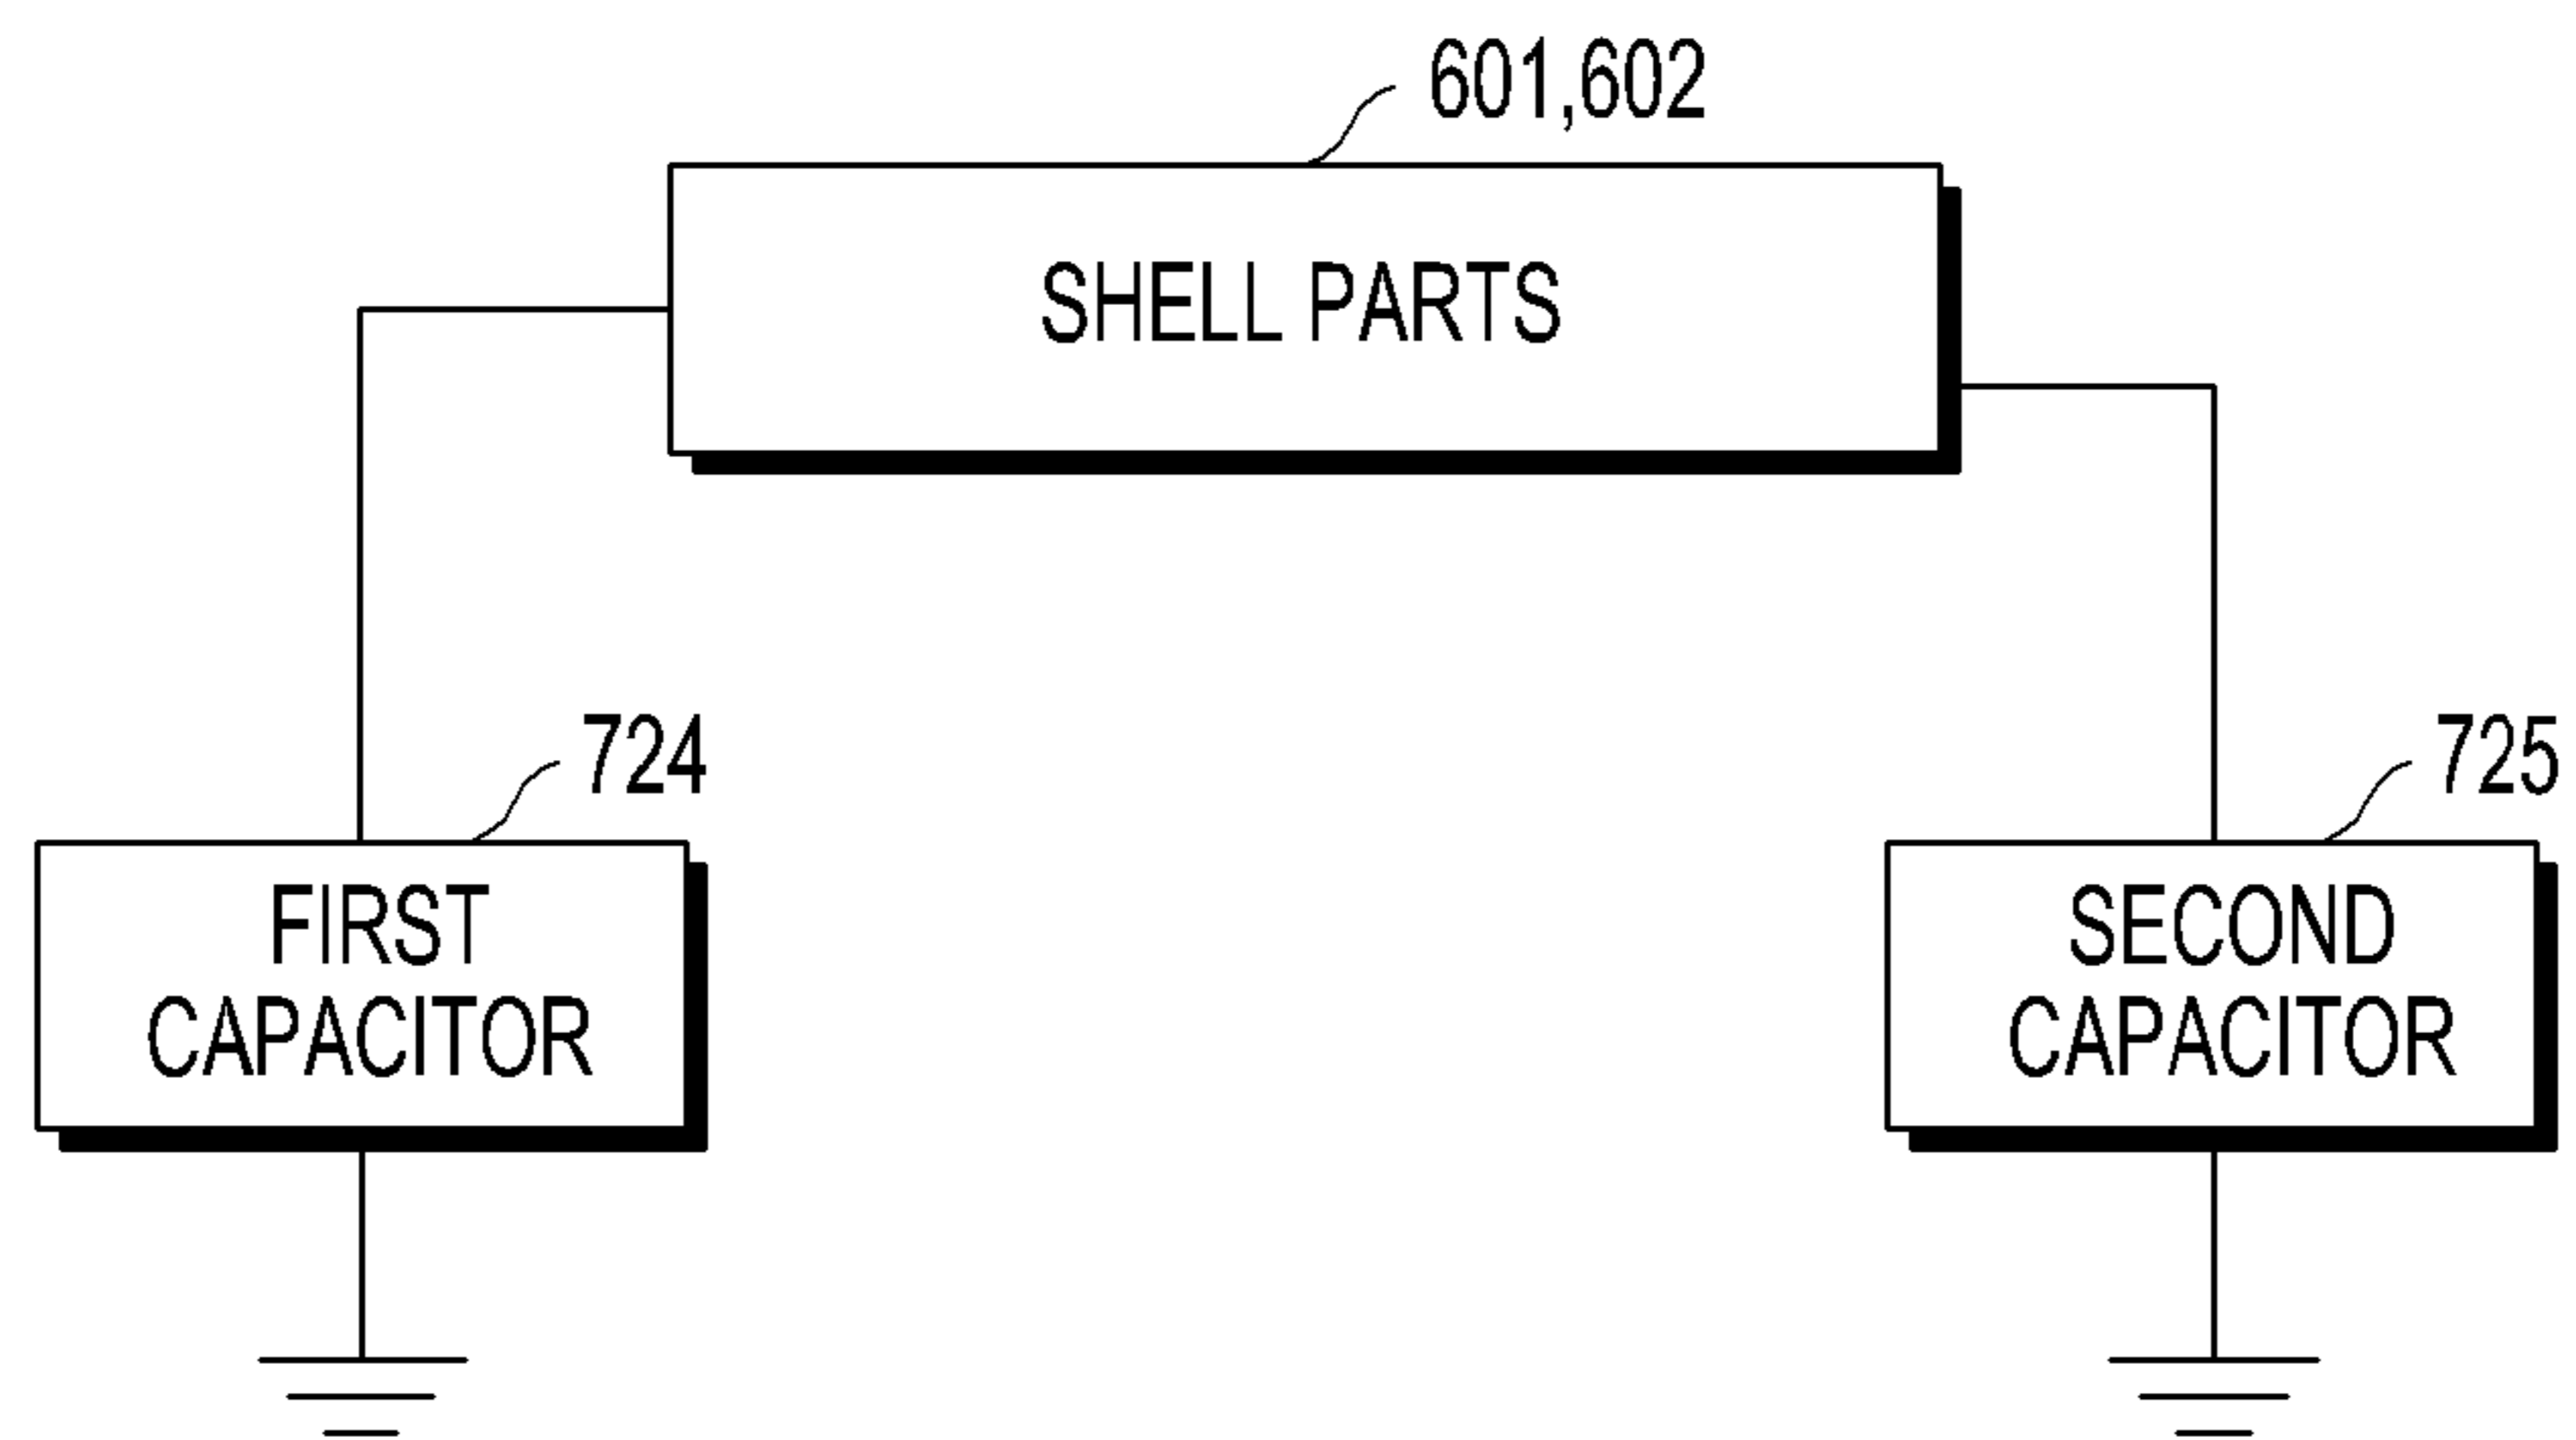 601,602
SHELL PARTS
724
725
FIRST
CAPACITOR
SECOND
CAPACITOR